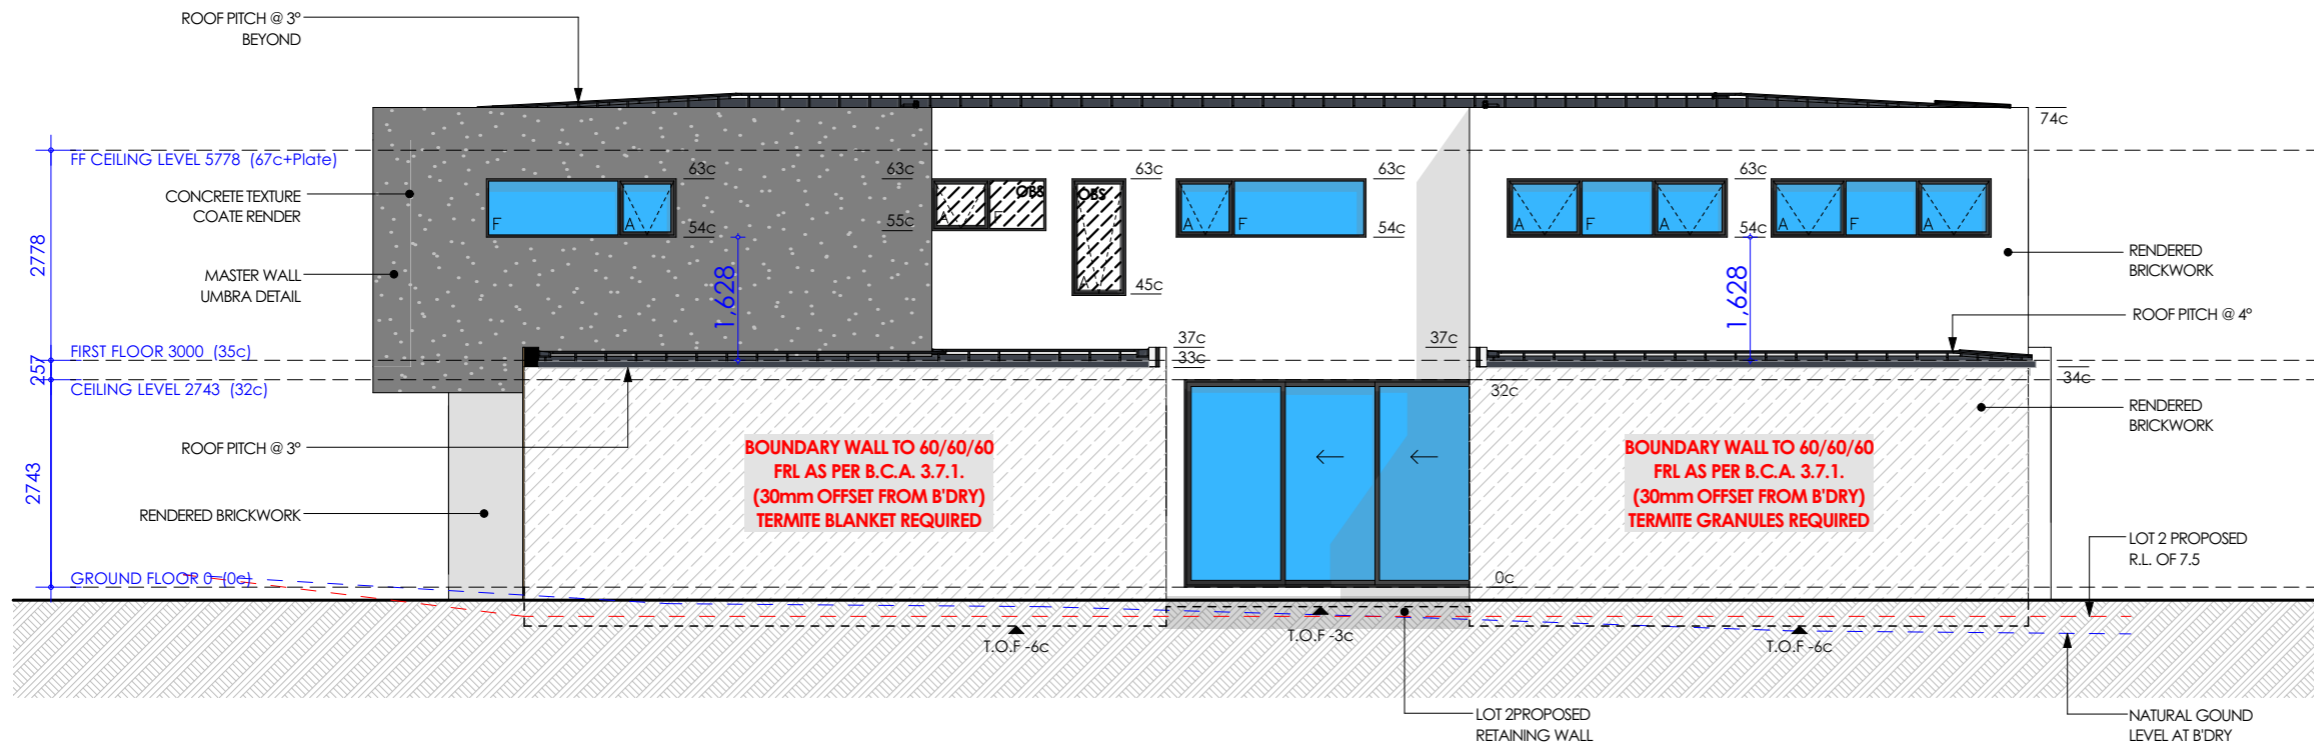 ROOF PITCH @ 3º
BEYOND
74c
FF CEILING LEVEL 5778  (67c+Plate)
63c
63c
63c
63c
63c
CONCRETE TEXTURE
COATE RENDER
OBS
OBS
F
A
A
F
A
F
A
F
A
A
F
A
54c
55c
54c
54c
2778
MASTER WALL
UMBRA DETAIL
1,628
A
45c
1,628
RENDERED
BRICKWORK
ROOF PITCH @ 4º
FIRST FLOOR 3000  (35c)
37c
37c
33c
257
CEILING LEVEL 2743  (32c)
32c
34c
RENDERED
BRICKWORK
ROOF PITCH @ 3º
BOUNDARY WALL TO 60/60/60
FRL AS PER B.C.A. 3.7.1.
(30mm OFFSET FROM B'DRY)
TERMITE BLANKET REQUIRED
BOUNDARY WALL TO 60/60/60
FRL AS PER B.C.A. 3.7.1.
(30mm OFFSET FROM B'DRY)
TERMITE GRANULES REQUIRED
2743
RENDERED BRICKWORK
LOT 2 PROPOSED
R.L. OF 7.5
GROUND FLOOR 0  (0c)
0c
T.O.F -6c
T.O.F -3c
T.O.F -6c
LOT 2PROPOSED
RETAINING WALL
NATURAL GOUND
LEVEL AT B'DRY